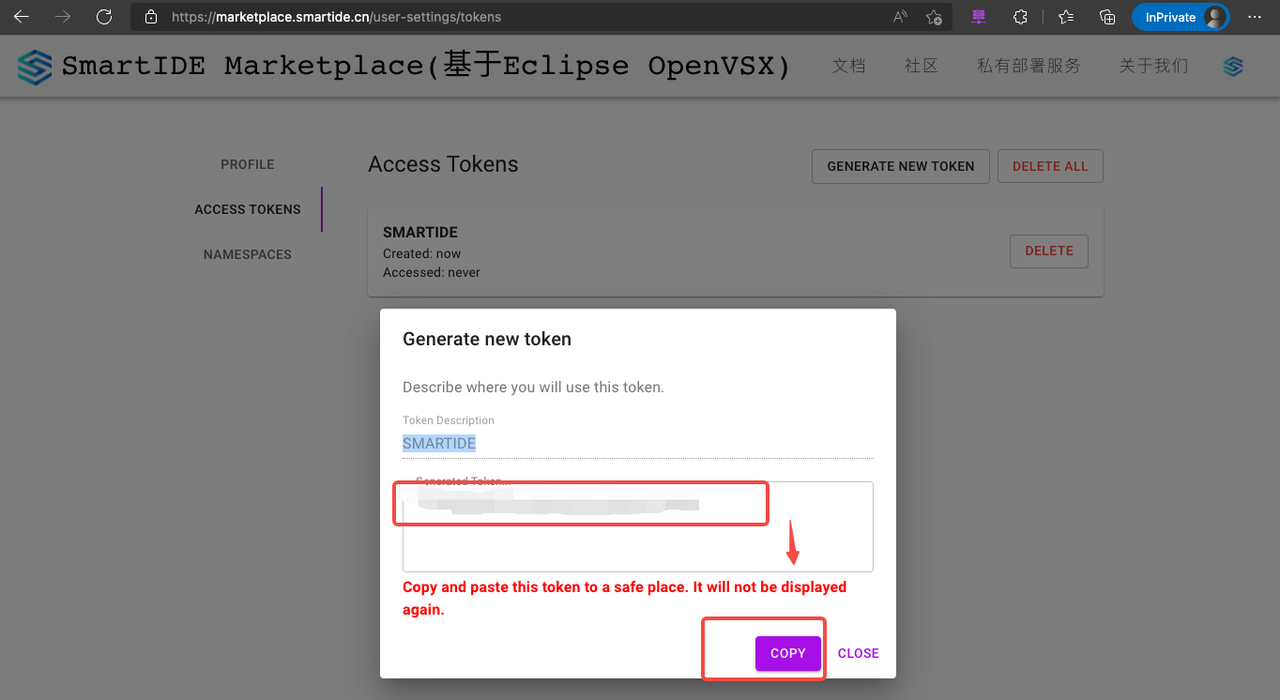 https://marketplace.smartide.cn/user-settings/tokens
InPrivate
SmartIDE Marketplace(基于Eclipse OpenVSX)
文档
社区
私有部署服务
关于我们
PROFILE
ACCESS TOKENS
NAMESPACES
Access Tokens
GENERATE NEW TOKEN
DELETE ALL
SMARTIDE
Created: now
Accessed: never
DELETE
Generate new token
Describe where you will use this token.
Token Description
SMARTIDE
Generated Token...
Copy and paste this token to a safe place. It will not be displayed
again.
COPY
CLOSE